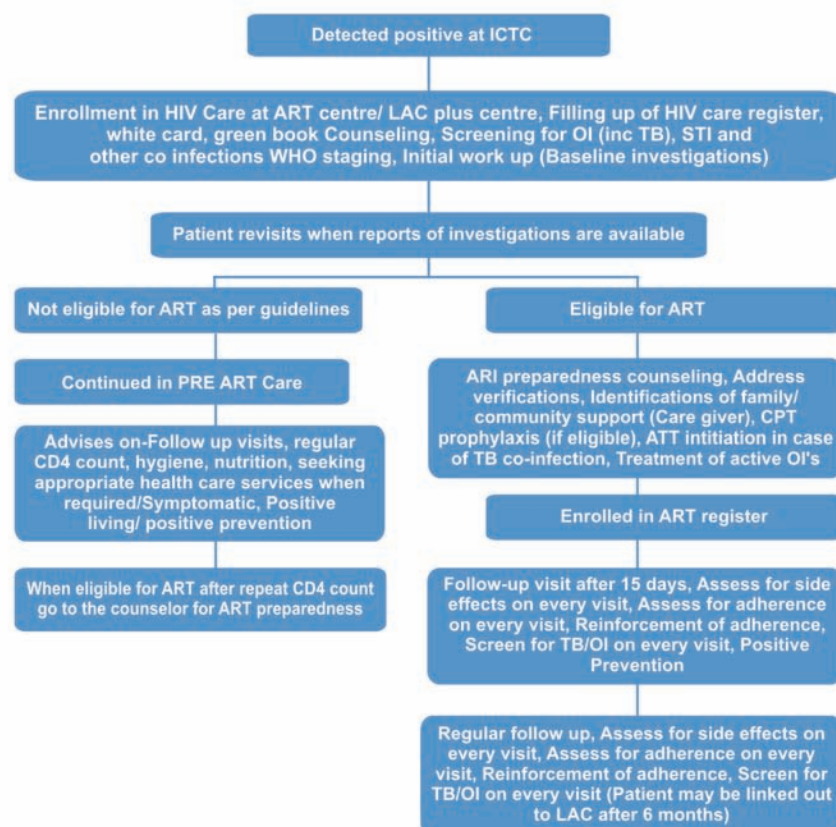 Detected positive at ICTC
Enrollment in HIV Care at ART centre/ LAC plus centre, Filling up of HIV care register,
white card, green book Counseling, Screening for OI (inc TB), STI and
other co infections WHO staging, Initial work up (Baseline investigations)
Patient revisits when reports of investigations are available
Not eligible for ART as per guidelines
Continued in PRE ART Care
Advises on-Follow up visits, regular
CD4 count, hygiene, nutrition, seeking
appropriate health care services when
required/Symptomatic, Positive
living/ positive prevention
When eligible for ART after repeat CD4 count
go to the counselor for ART preparedness
Eligible for ART
ARI preparedness counseling, Address
verifications, Identifications of family/
community support (Care giver), CPT
prophylaxis (if eligible), ATT intitiation in case
of TB co-infection, Treatment of active OI's
Enrolled in ART register
Follow-up visit after 15 days, Assess for side
effects on every visit, Assess for adherence
on every visit, Reinforcement of adherence,
Screen for TB/OI on every visit, Positive
Prevention
Regular follow up, Assess for side effects on
every visit, Assess for adherence on every
visit, Reinforcement of adherence, Screen for
TB/OI on every visit (Patient may be linked out
to LAC after 6 months)